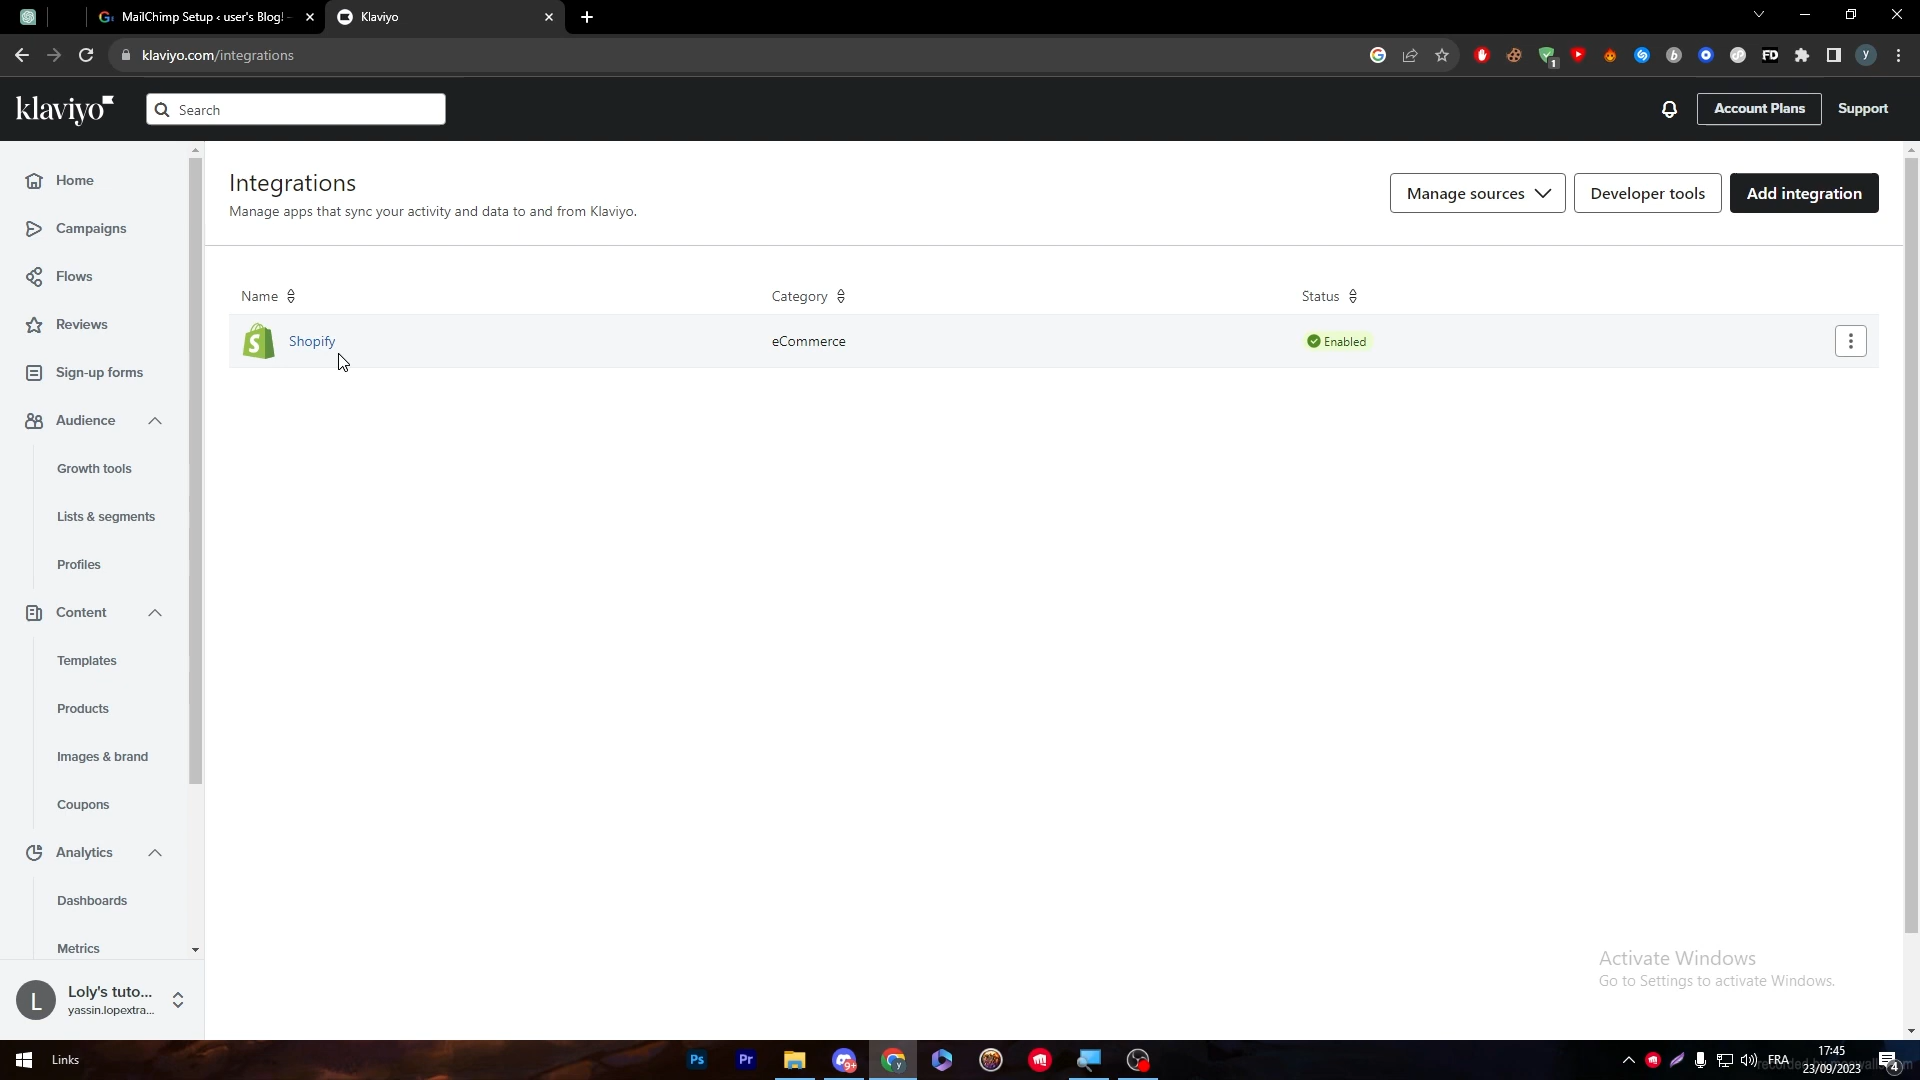 MailChimp Setup ‹ user's Blog! –
Klaviyo
klaviyo.com/integrations
klaviyo
Search
Account Plans
Support
Home
Campaigns
Flows
Reviews
Sign-up forms
Audience
Growth tools
Lists & segments
Profiles
Content
Templates
Products
Images & brand
Coupons
Analytics
Dashboards
Metrics
L
Loly's tuto...
yassin.lopextra...
Integrations
Manage apps that sync your activity and data to and from Klaviyo.
Manage sources
Developer tools
Add integration
Name
Category
Status
Shopify
eCommerce
Enabled
Activate Windows
Go to Settings to activate Windows.
Links
Ps
Pr
FRA
17:45
23/09/2023
4